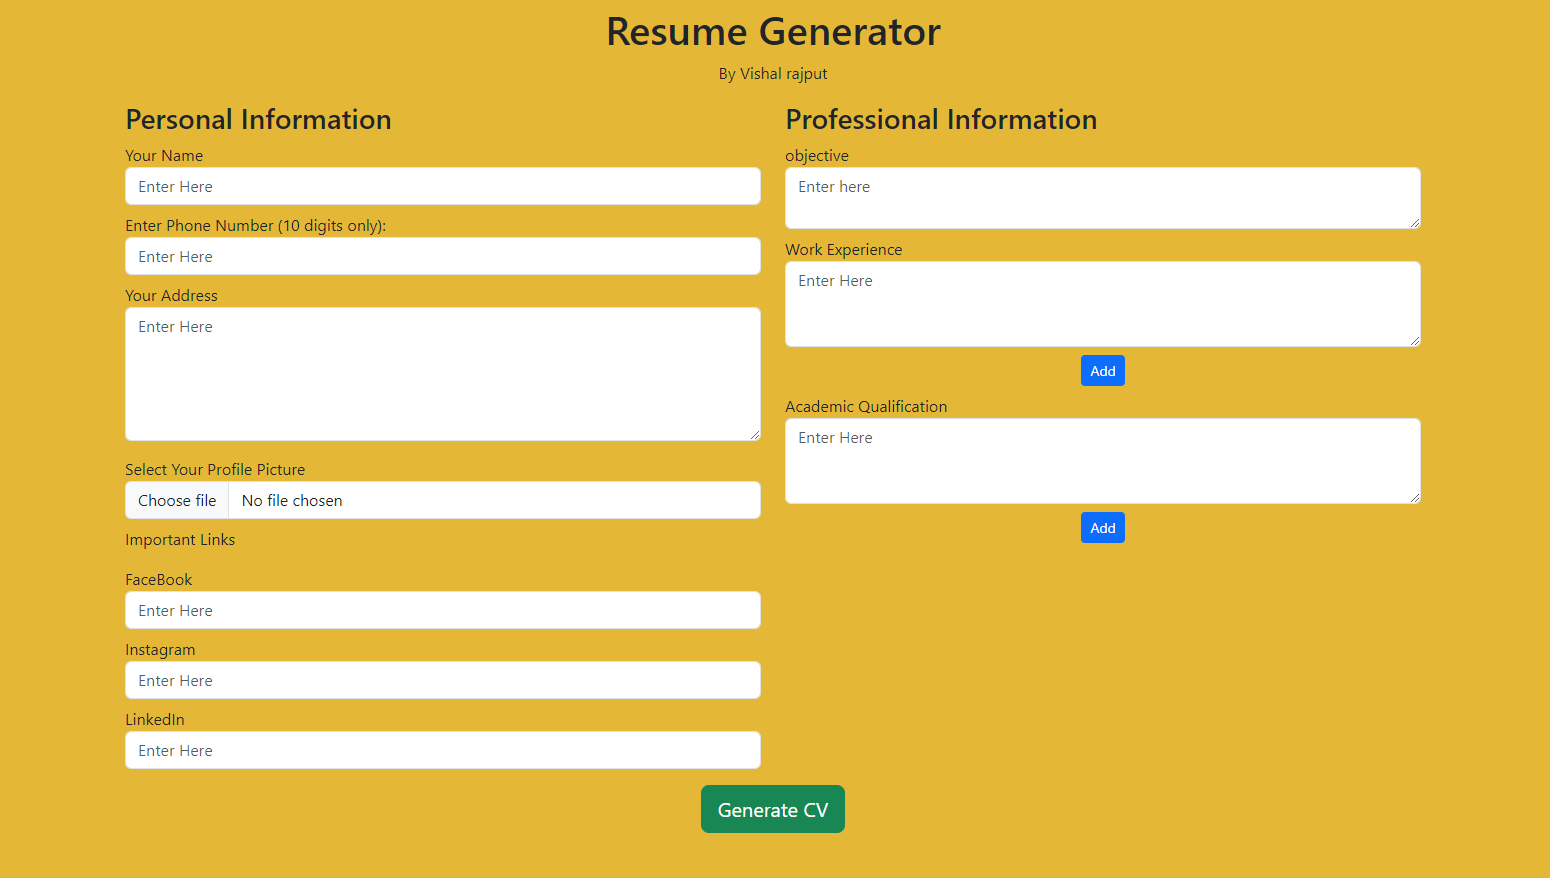 Resume Generator
By Vishal rajput
Personal Information
Your Name
Enter Here
Enter Phone Number (10 digits only):
Enter Here
Your Address
Enter Here
Select Your Profile Picture
Choose file No file chosen
Important Links
FaceBook
Enter Here
Instagram
Enter Here
LinkedIn
Enter Here
Professional Information
objective
Enter here
Work Experience
Enter Here
Add
Academic Qualification
Enter Here
Add
Generate CV